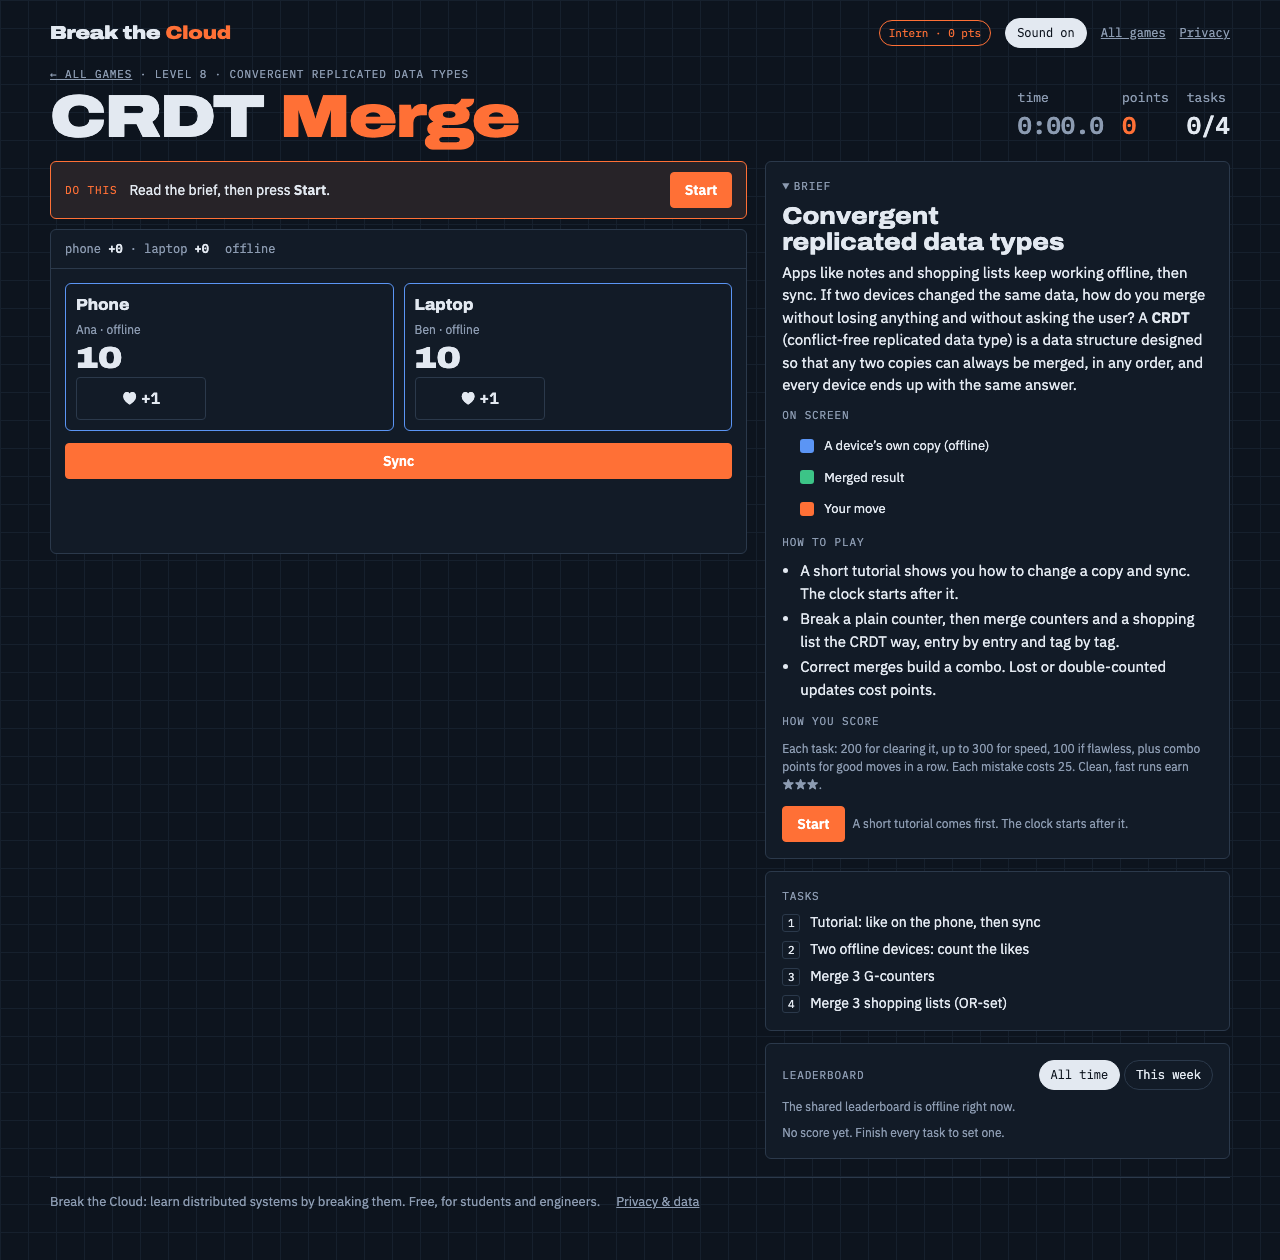 Break the Cloud
Intern · 0 pts
Sound on
All games
Privacy
← ALL GAMES · LEVEL 8 · CONVERGENT REPLICATED DATA TYPES
CRDT Merge
time
0:00.0
points
0
tasks
0/4
DO THIS Read the brief, then press Start.
Start
phone +0 · laptop +0 offline
Phone
Ana · offline
10
♥ +1
Laptop
Ben · offline
10
♥ +1
Sync
▼ BRIEF
Convergent
replicated data types
Apps like notes and shopping lists keep working offline, then
sync. If two devices changed the same data, how do you merge
without losing anything and without asking the user? A CRDT
(conflict-free replicated data type) is a data structure designed
so that any two copies can always be merged, in any order, and
every device ends up with the same answer.
ON SCREEN
A device’s own copy (offline)
Merged result
Your move
HOW TO PLAY
• A short tutorial shows you how to change a copy and sync.
The clock starts after it.
• Break a plain counter, then merge counters and a shopping
list the CRDT way, entry by entry and tag by tag.
• Correct merges build a combo. Lost or double-counted
updates cost points.
HOW YOU SCORE
Each task: 200 for clearing it, up to 300 for speed, 100 if flawless, plus combo
points for good moves in a row. Each mistake costs 25. Clean, fast runs earn
★★★.
Start
A short tutorial comes first. The clock starts after it.
TASKS
1 Tutorial: like on the phone, then sync
2 Two offline devices: count the likes
3 Merge 3 G-counters
4 Merge 3 shopping lists (OR-set)
LEADERBOARD
All time
This week
The shared leaderboard is offline right now.
No score yet. Finish every task to set one.
Break the Cloud: learn distributed systems by breaking them. Free, for students and engineers.
Privacy & data